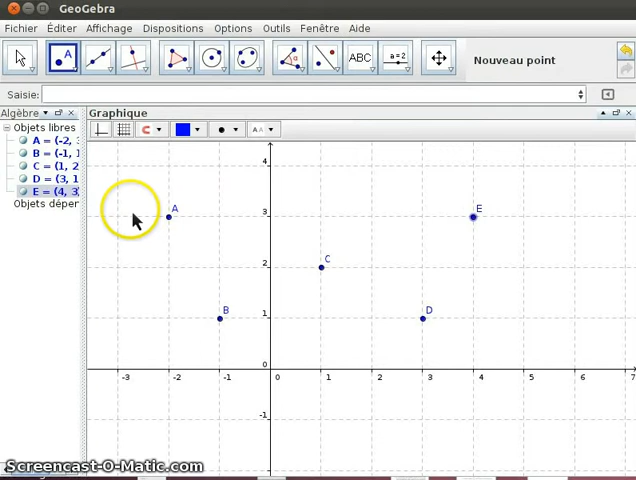 GeoGebra
Fichier Éditer Affichage Dispositions Options Outils Fenêtre Aide
A α ABC a=2 Nouveau point
Saisie:
Algèbre Graphique
Objets libres
A = (-2, 3
B = (-1, 1
C = (1, 2
D = (3, 1
E = (4, 3)
Objets dépen
A A
4
3
2
1
0
-1
-3 -2 -1 0 1 2 3 4 5 6 7
A
E
C
B
D
Screencast-O-Matic.com